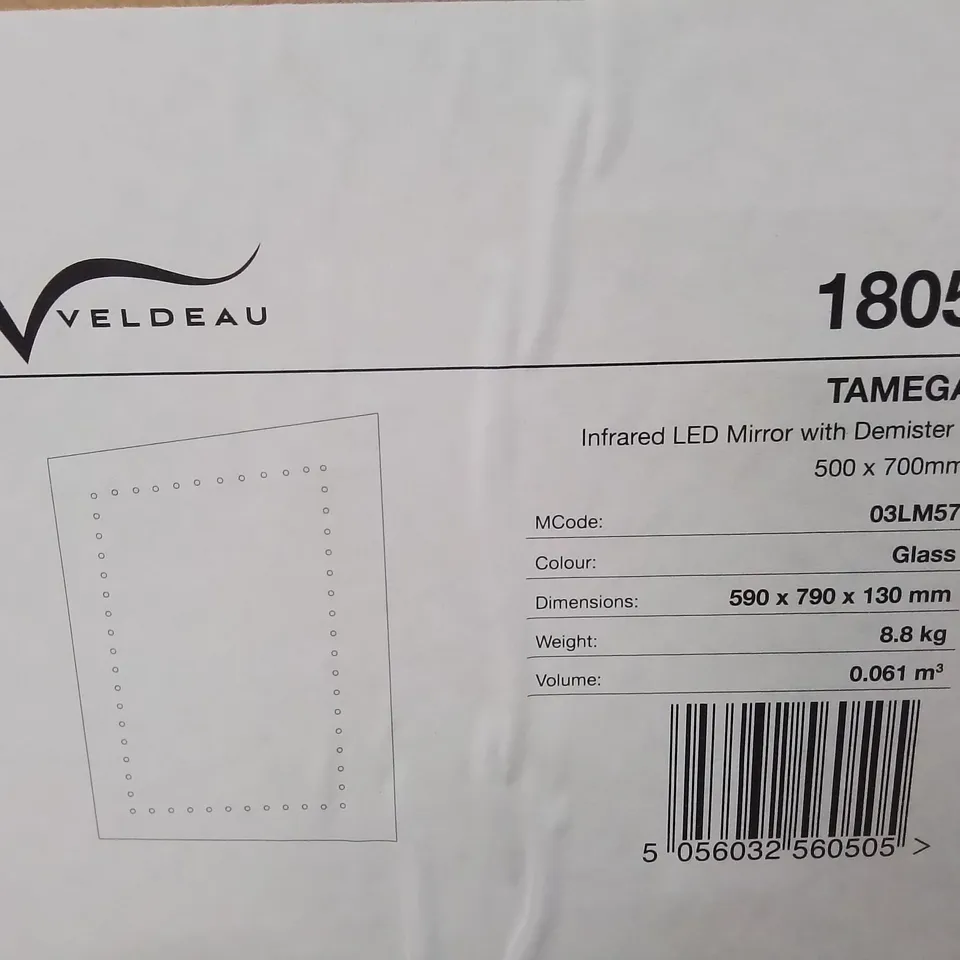 VELDEAU
1805
TAMEGA
Infrared LED Mirror with Demister
500 x 700mm
MCode: 03LM57
Colour: Glass
Dimensions: 590 x 790 x 130 mm
Weight: 8.8 kg
Volume: 0.061 m³
5 056032 560505 >